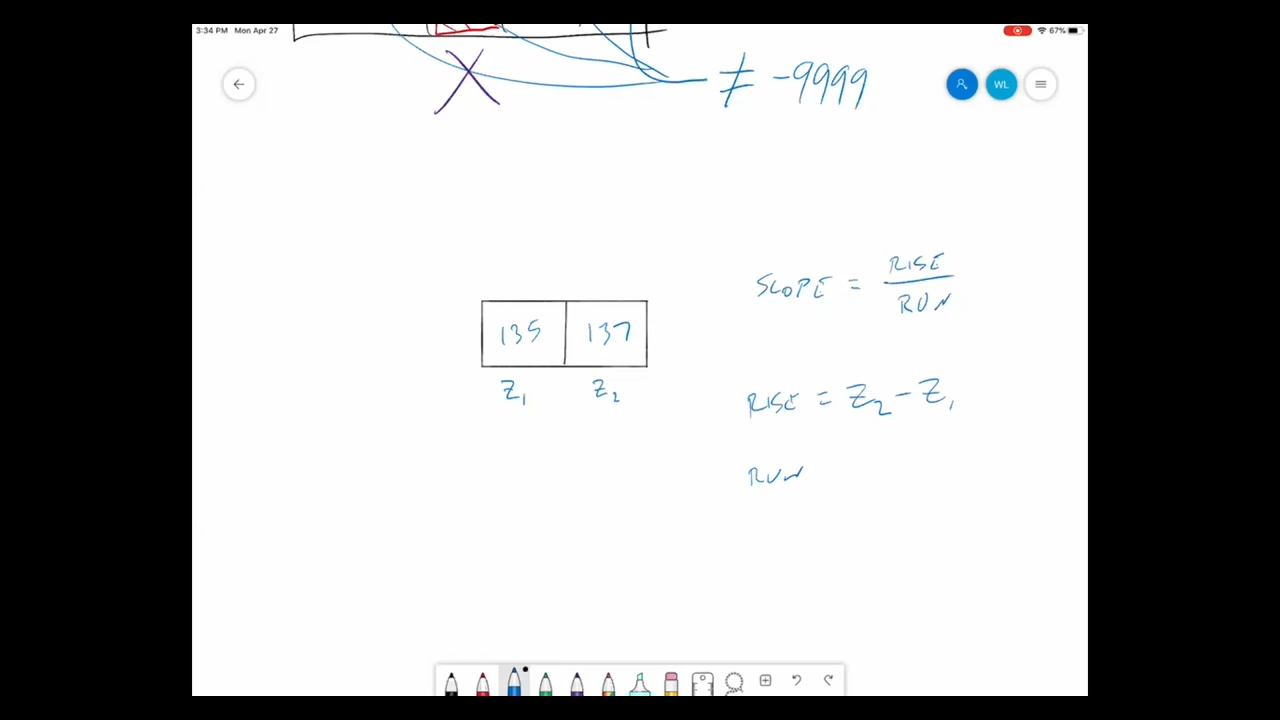 3:34 PM Mon Apr 27
67%
≠ -9999
WL
SLOPE = RISE
RUN
135 137
Z1 Z2
RISE = Z2 - Z1
RUN